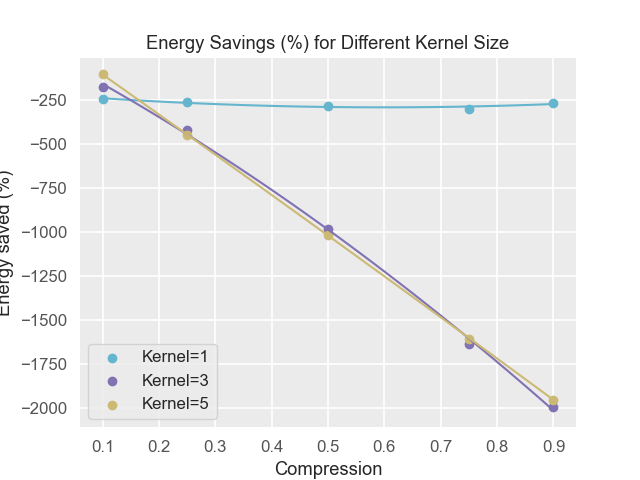 Energy Savings (%) for Different Kernel Size
Energy saved (%)
−250
−500
−750
−1000
−1250
−1500
−1750
−2000
Kernel=1
Kernel=3
Kernel=5
0.1 0.2 0.3 0.4 0.5 0.6 0.7 0.8 0.9
Compression